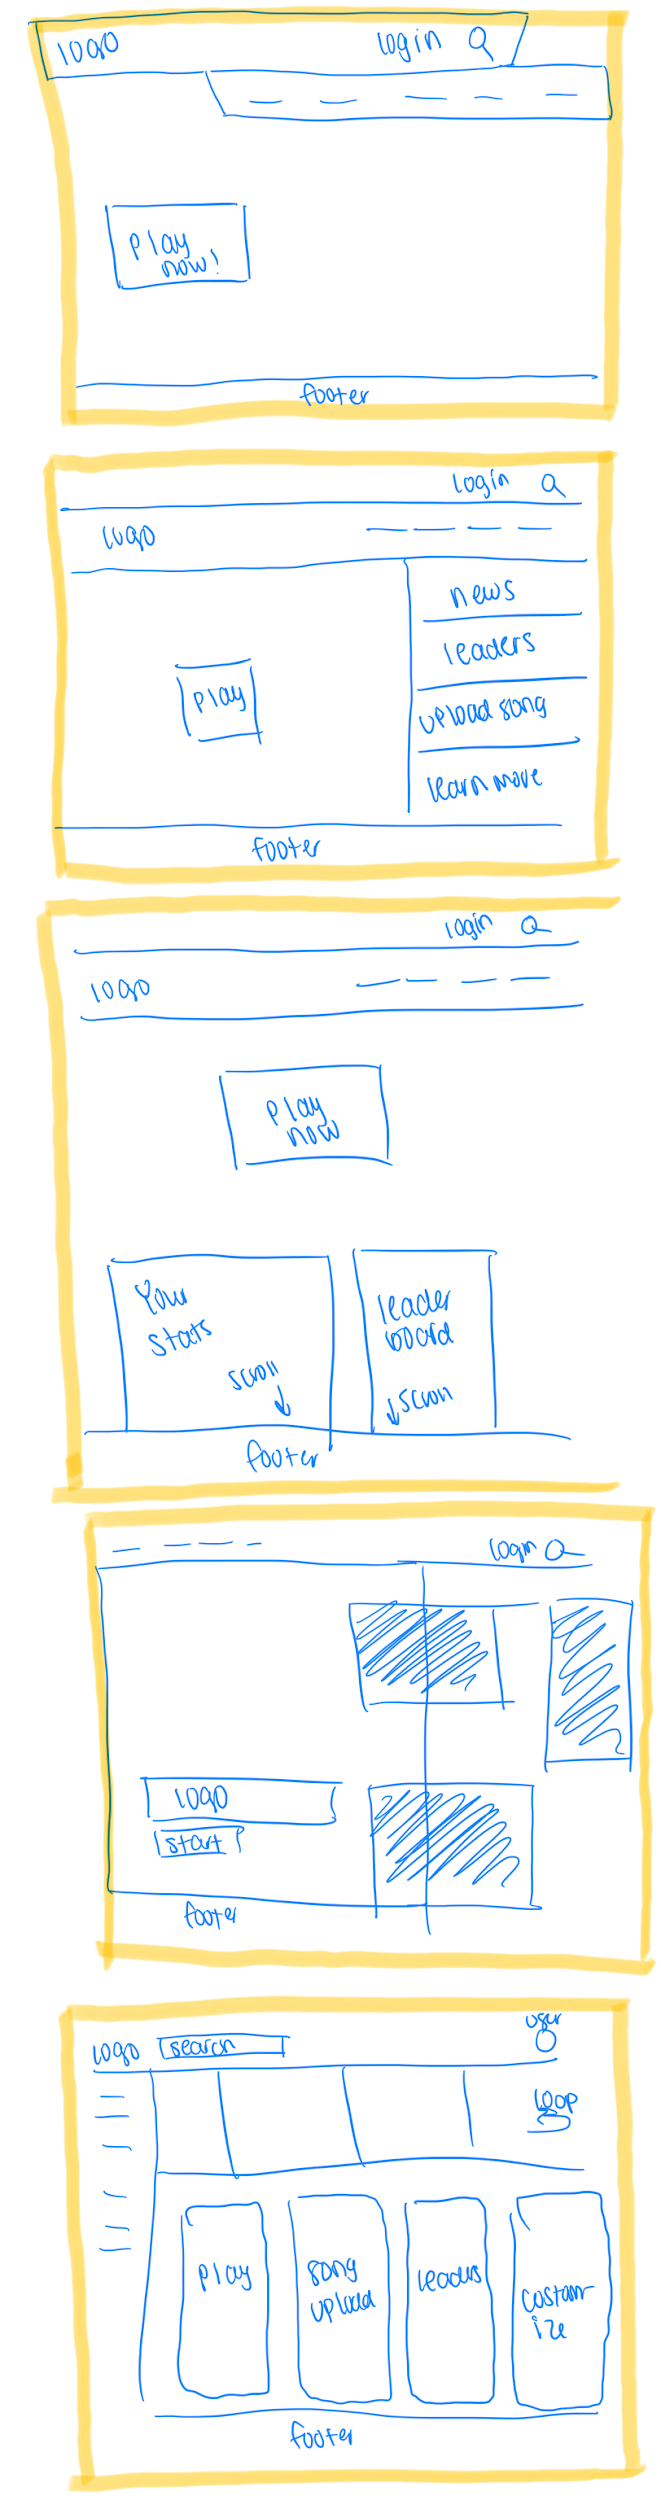 logo login
play
now!
footer
login
logo
news
leaders
upload song
play
learn more
footer
login
logo
play
now
play
stats
leader
board
scroll
scroll
footer
login
logo
start
footer
user
logo search
play
song
upload
leaders
custom-
ize
footer